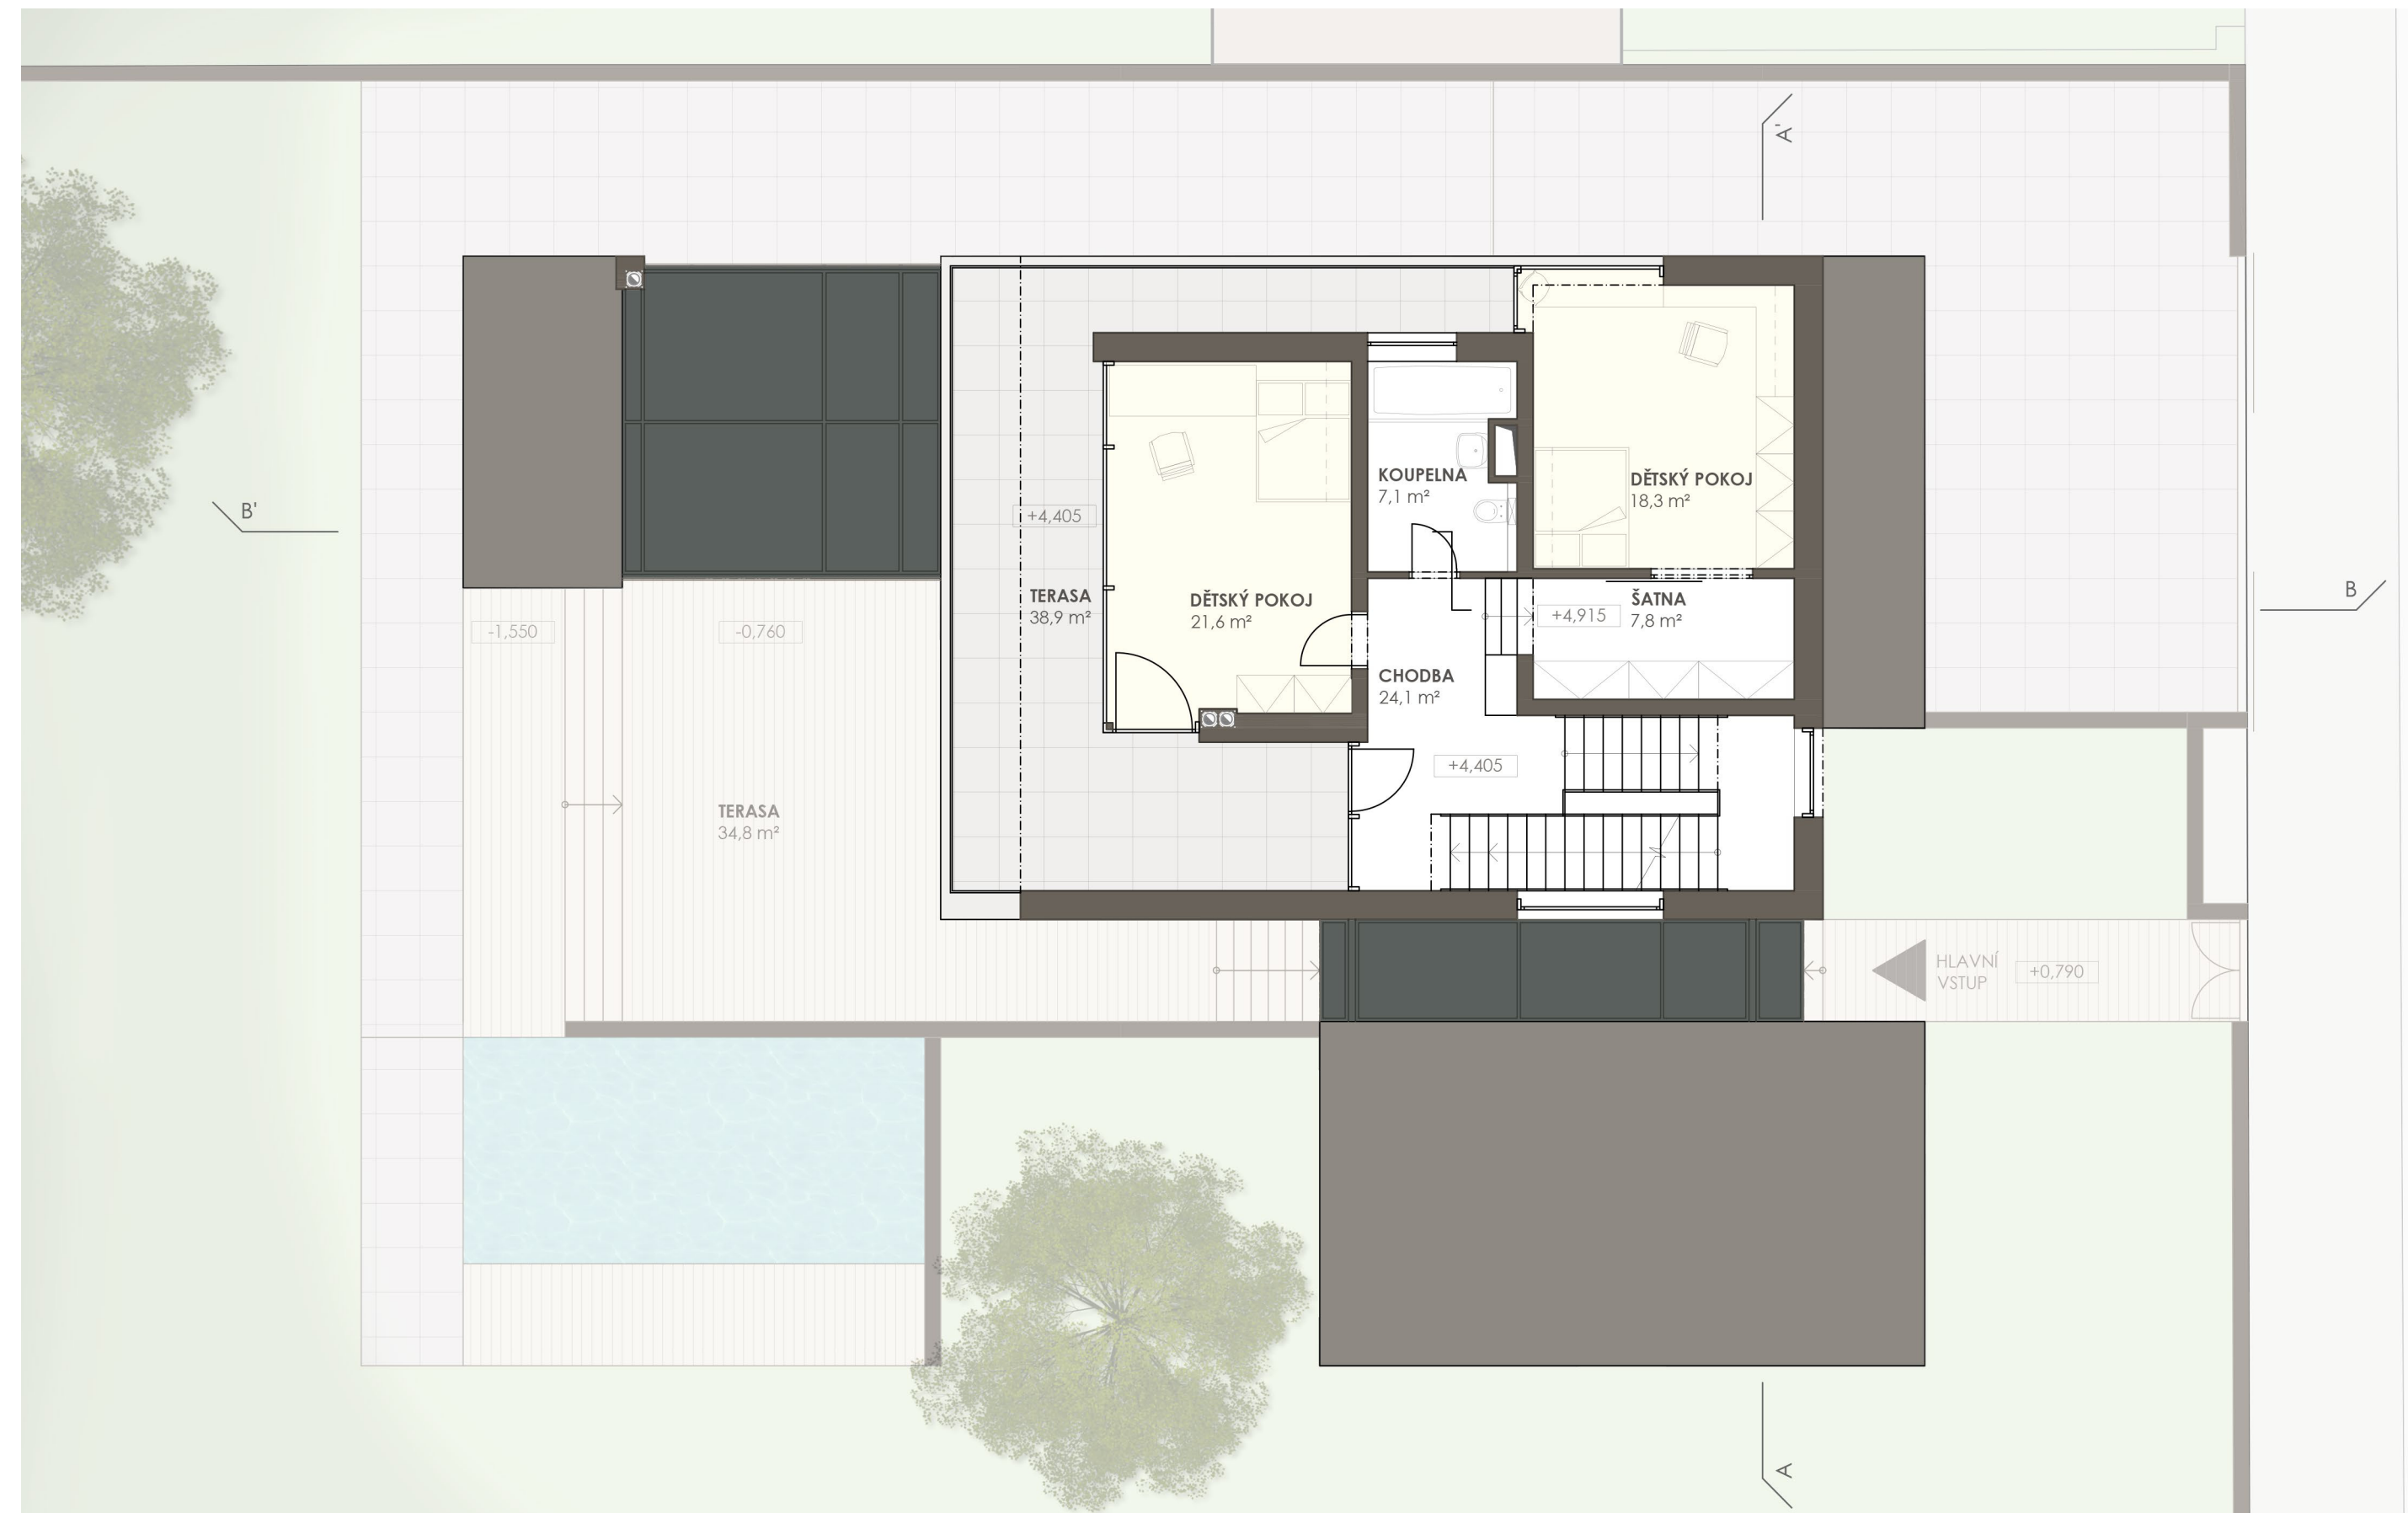 A'
B'
+4,405
KOUPELNA
7,1 m²
DĚTSKÝ POKOJ
18,3 m²
TERASA
38,9 m²
DĚTSKÝ POKOJ
21,6 m²
+4,915
ŠATNA
7,8 m²
B
-1,550
-0,760
CHODBA
24,1 m²
+4,405
TERASA
34,8 m²
HLAVNÍ
VSTUP
+0,790
A